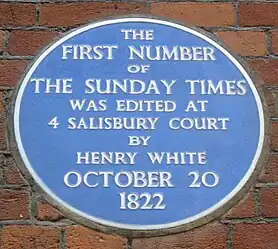 THE
FIRST NUMBER
OF
THE SUNDAY TIMES
WAS EDITED AT
4 SALISBURY COURT
BY
HENRY WHITE
OCTOBER 20
1822